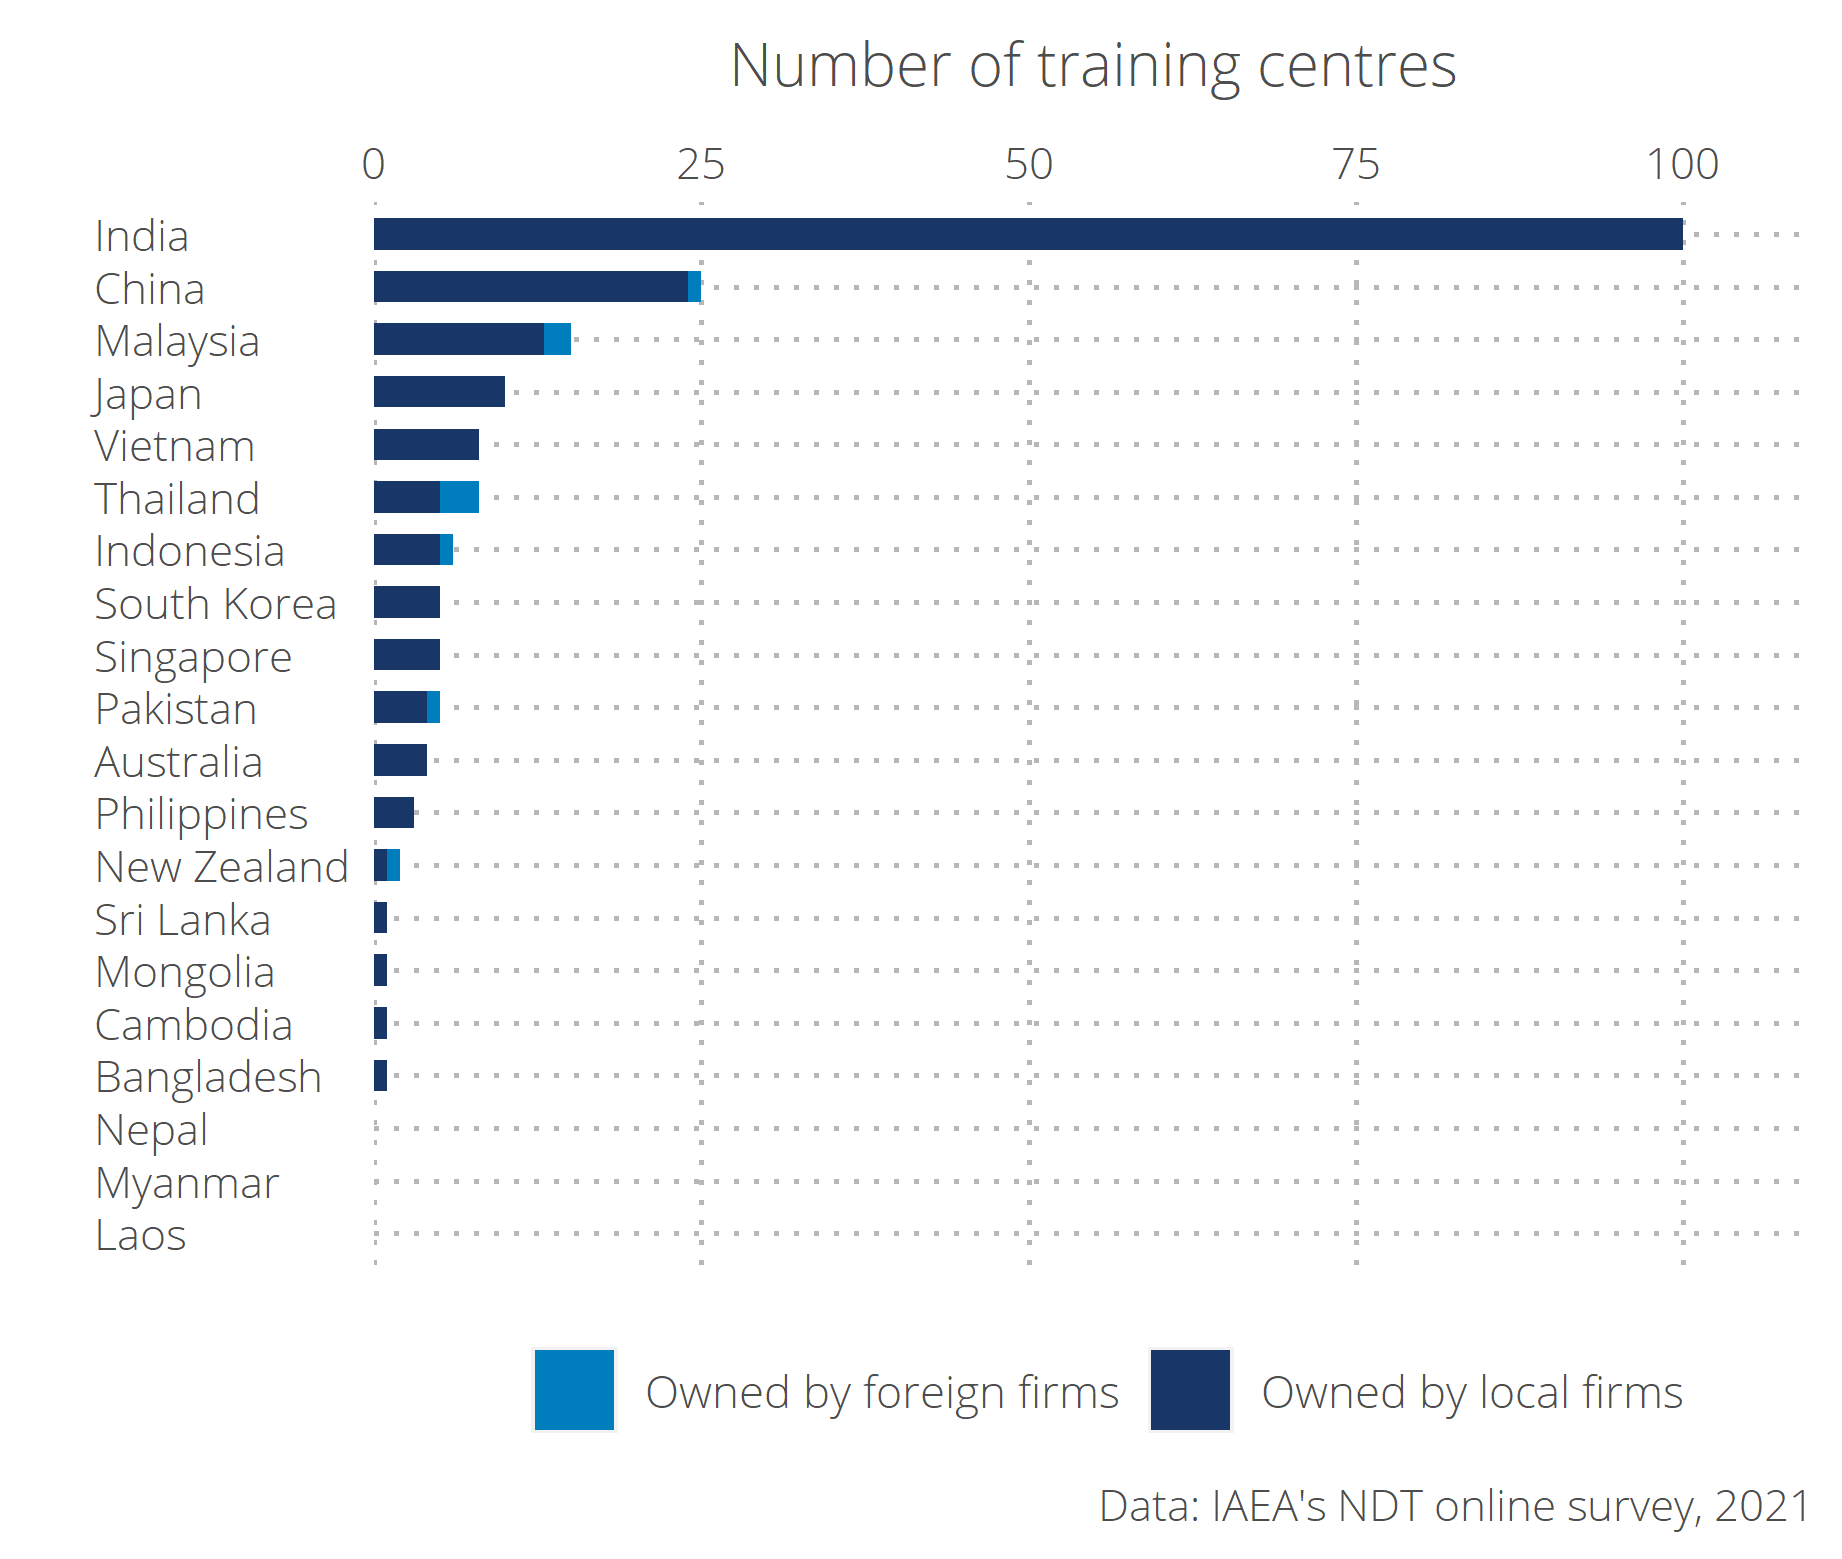 Number of training centres
0 25 50 75 100
India
China
Malaysia
Japan
Vietnam
Thailand
Indonesia
South Korea
Singapore
Pakistan
Australia
Philippines
New Zealand
Sri Lanka
Mongolia
Cambodia
Bangladesh
Nepal
Myanmar
Laos
Owned by foreign firms Owned by local firms
Data: IAEA's NDT online survey, 2021